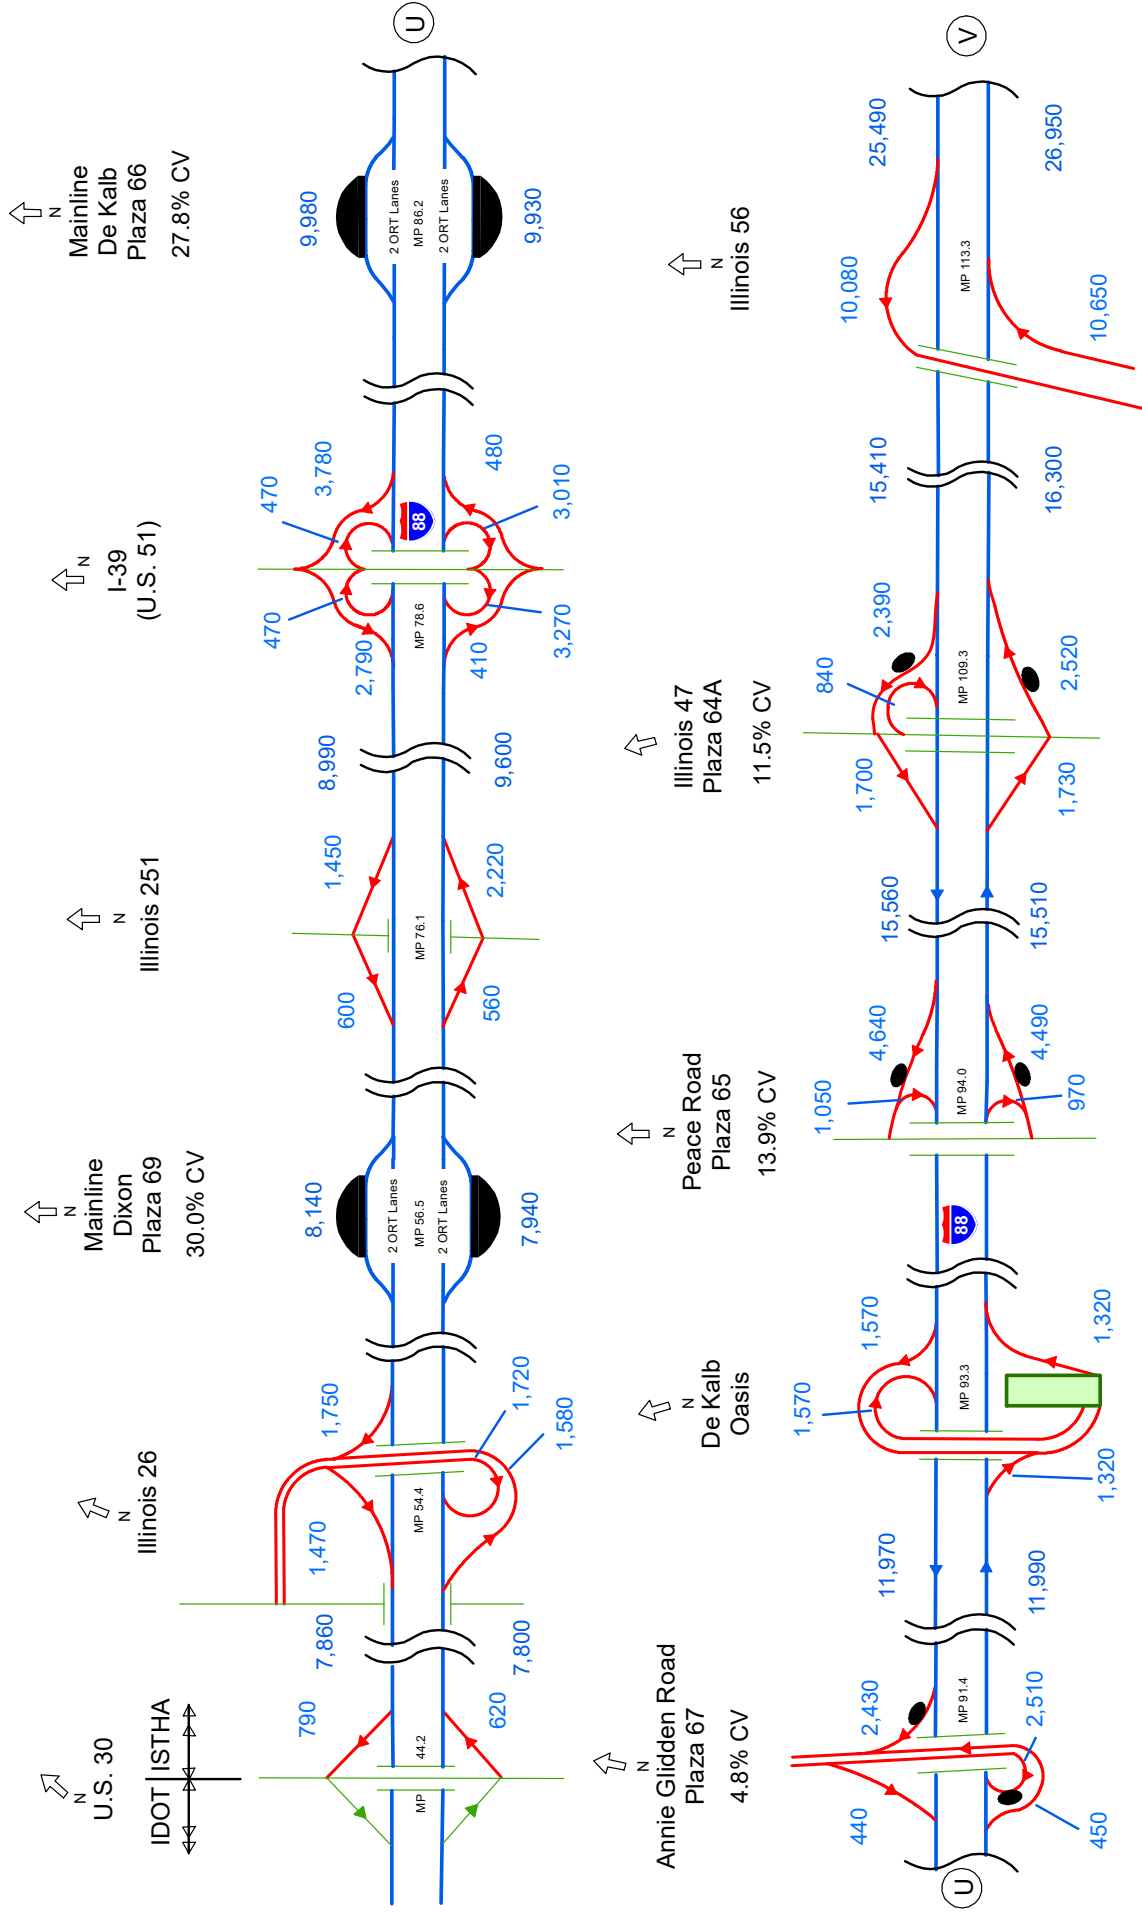 U.S. 30
N
IDOT
ISTHA
790
MP
44.2
620
7,860
7,800
Illinois 26
N
1,470
1,750
MP 54.4
1,720
1,580
Mainline
Dixon
Plaza 69
30.0% CV
N
8,140
2 ORT Lanes
MP 56.5
2 ORT Lanes
7,940
Illinois 251
N
600
1,450
MP 76.1
560
2,220
8,990
9,600
I-39
(U.S. 51)
N
470
470
2,790
3,780
MP 78.6
88
410
480
3,270
3,010
Mainline
De Kalb
Plaza 66
27.8% CV
N
9,980
2 ORT Lanes
MP 86.2
2 ORT Lanes
9,930
U
Annie Glidden Road
Plaza 67
4.8% CV
N
440
2,430
MP 91.4
2,510
450
U
11,970
11,990
De Kalb
Oasis
N
1,570
1,570
MP 93.3
1,320
1,320
88
Peace Road
Plaza 65
13.9% CV
N
1,050
4,640
MP 94.0
4,490
970
15,560
15,510
Illinois 47
Plaza 64A
11.5% CV
N
840
1,700
2,390
MP 109.3
1,730
2,520
15,410
16,300
Illinois 56
N
10,080
25,490
MP 113.3
10,650
26,950
V